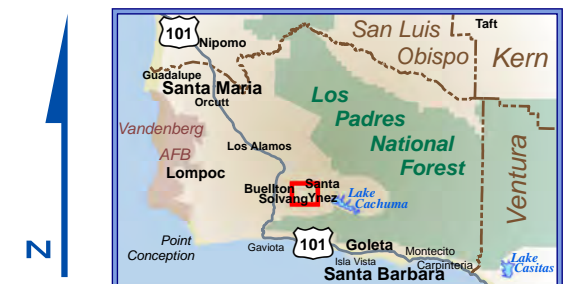 101
Nipomo
San Luis
Obispo
Taft
Kern
Guadalupe
Santa Maria
Orcutt
Los
Padres
National
Forest
Vandenberg
AFB
Los Alamos
Lompoc
Ventura
Buellton
Santa
Solvang
Ynez
Lake
Cachuma
Point
Conception
Gaviota
101
Goleta
Isla Vista
Montecito
Santa Barbara
Carpinteria
Lake
Casitas
N